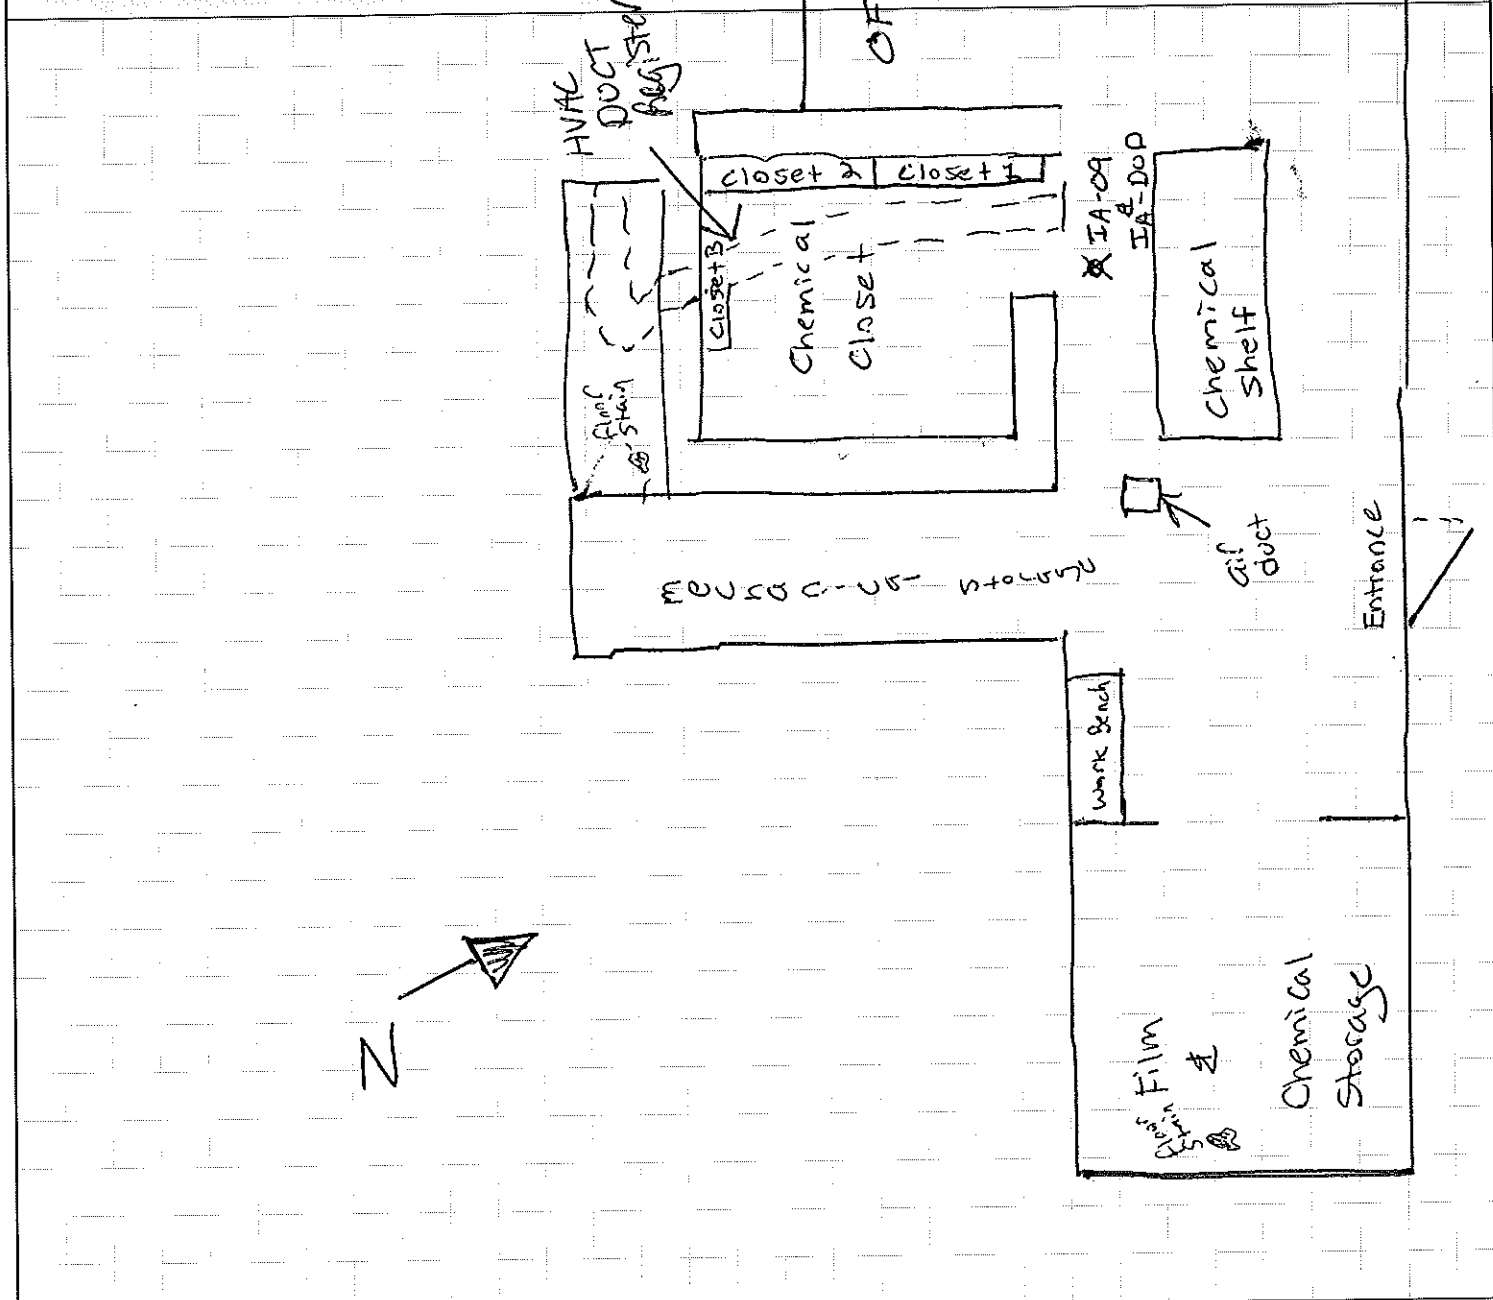 HVAC
DUCT
Register
OF
closet 2
closet 1
closet 3
Chemical
Closet
IA-09
&
IA-DUP
Chemical
Shelf
floor
stain
air
duct
Entrance
Work Bench
N
floor
stain
Film
&
Chemical
Storage